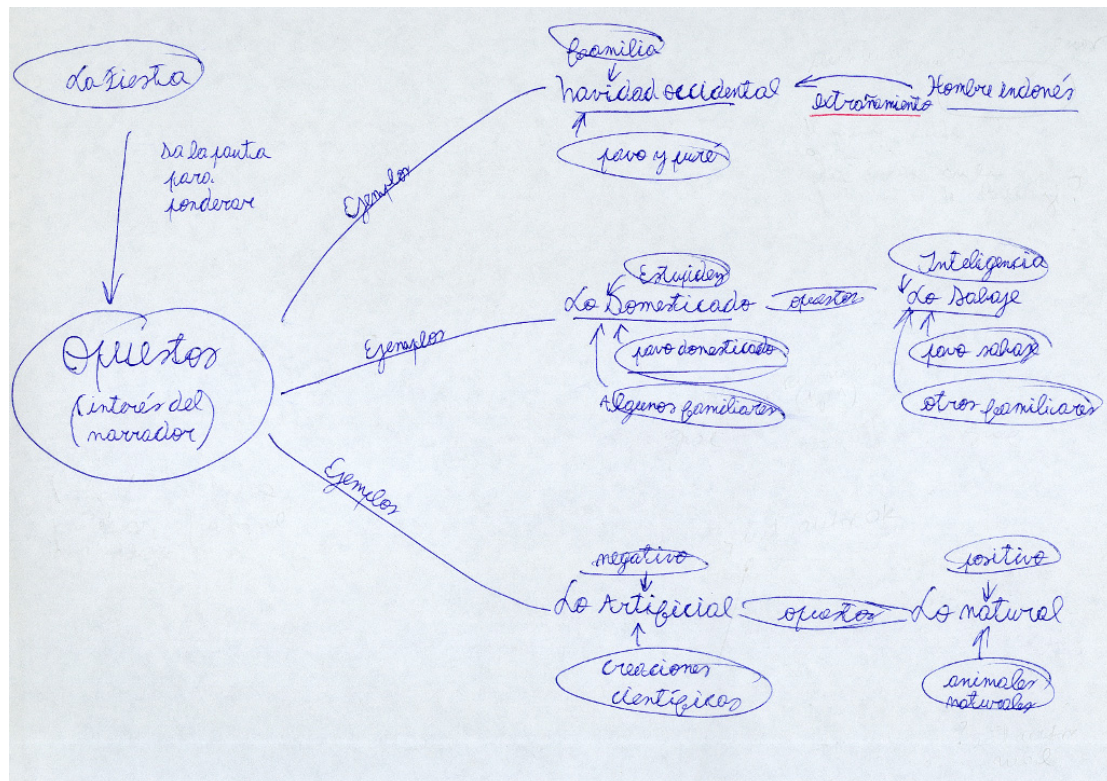 La Fiesta
Da la pauta
para
ponderar
Opuestos
(interés del
narrador)
Ejemplos
familia
Navidad occidental
pavo y puré
extrañamiento
Hombre indonés
Ejemplos
Estupidez
Lo Domesticado
pavo domesticado
Algunos familiares
opuestos
Inteligencia
Lo Salvaje
pavo salvaje
otros familiares
Ejemplos
negativo
Lo Artificial
creaciones
científicas
opuestos
positivo
Lo natural
animales
naturales